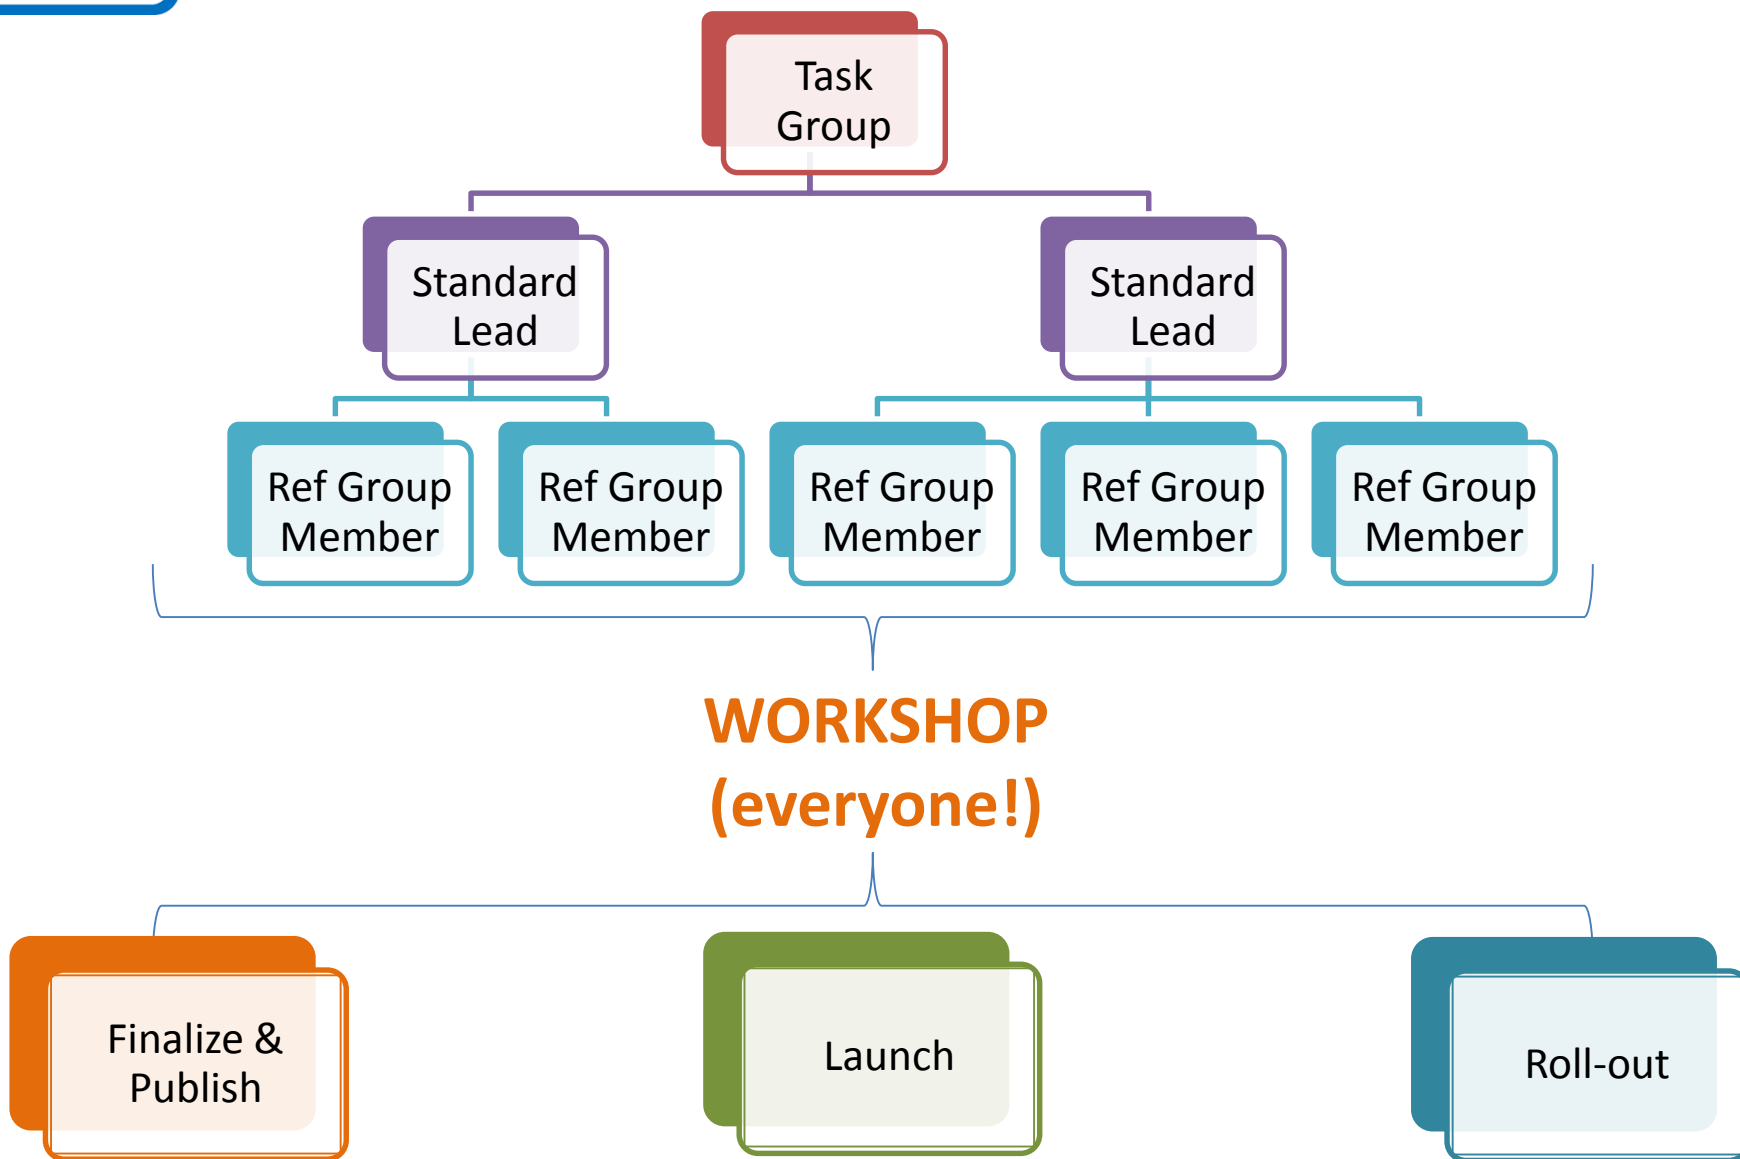 Task
Group
Standard
Lead
Standard
Lead
Ref Group
Member
Ref Group
Member
Ref Group
Member
Ref Group
Member
Ref Group
Member
WORKSHOP
(everyone!)
Finalize &
Publish
Launch
Roll-out